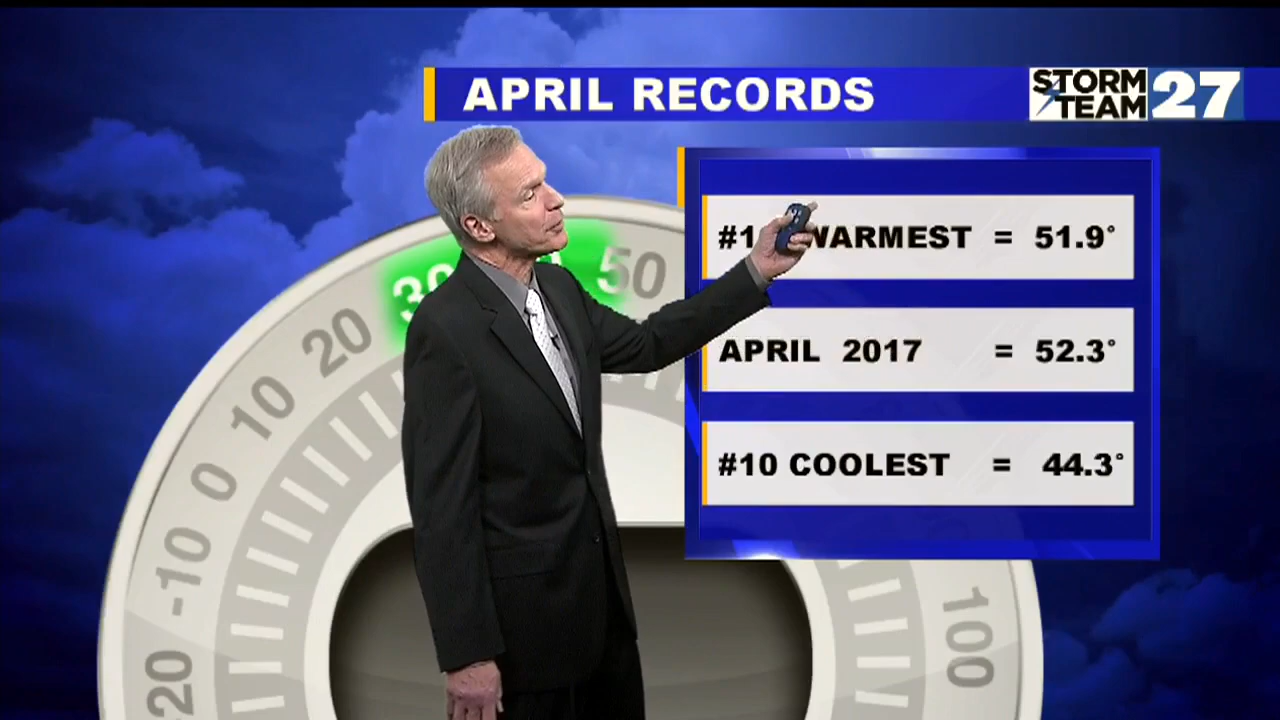 APRIL RECORDS
STORM
TEAM 27
#1 WARMEST = 51.9°
APRIL 2017 = 52.3°
#10 COOLEST = 44.3°
50
20
10
0
-10
-20
100